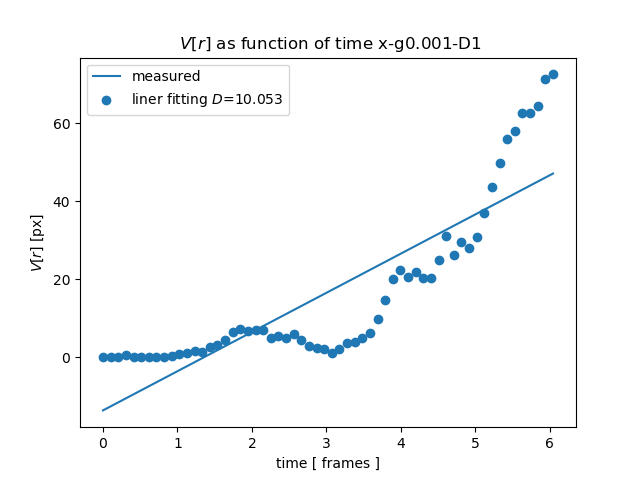 V[r] as function of time x-g0.001-D1
measured
liner fitting D=10.053
V[r] [px]
60
40
20
0
0 1 2 3 4 5 6
time [ frames ]